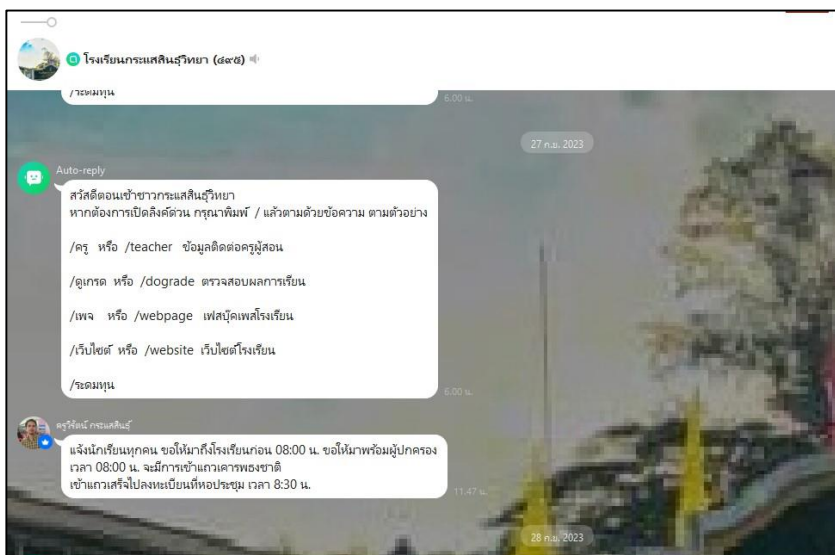 โรงเรียนกระแสสินธุ์วิทยา (๔๙๕)
/ระดมทุน
6.00 น.
27 ก.ย. 2023
Auto-reply
สวัสดีตอนเช้าชาวกระแสสินธุ์วิทยา
หากต้องการเปิดลิงค์ด่วน กรุณาพิมพ์ / แล้วตามด้วยข้อความ ตามตัวอย่าง
/ครู หรือ /teacher ข้อมูลติดต่อครูผู้สอน
/ดูเกรด หรือ /dograde ตรวจสอบผลการเรียน
/เพจ หรือ /webpage เฟสบุ๊คเพสโรงเรียน
/เว็บไซต์ หรือ /website เว็บไซต์โรงเรียน
/ระดมทุน
6.00 น.
ครูวิรัตน์ กระแสสินธุ์
แจ้งนักเรียนทุกคน ขอให้มาถึงโรงเรียนก่อน 08:00 น. ขอให้มาพร้อมผู้ปกครอง
เวลา 08:00 น. จะมีการเข้าแถวเคารพธงชาติ
เข้าแถวเสร็จไปลงทะเบียนที่หอประชุม เวลา 8:30 น.
11.47 น.
28 ก.ย. 2023